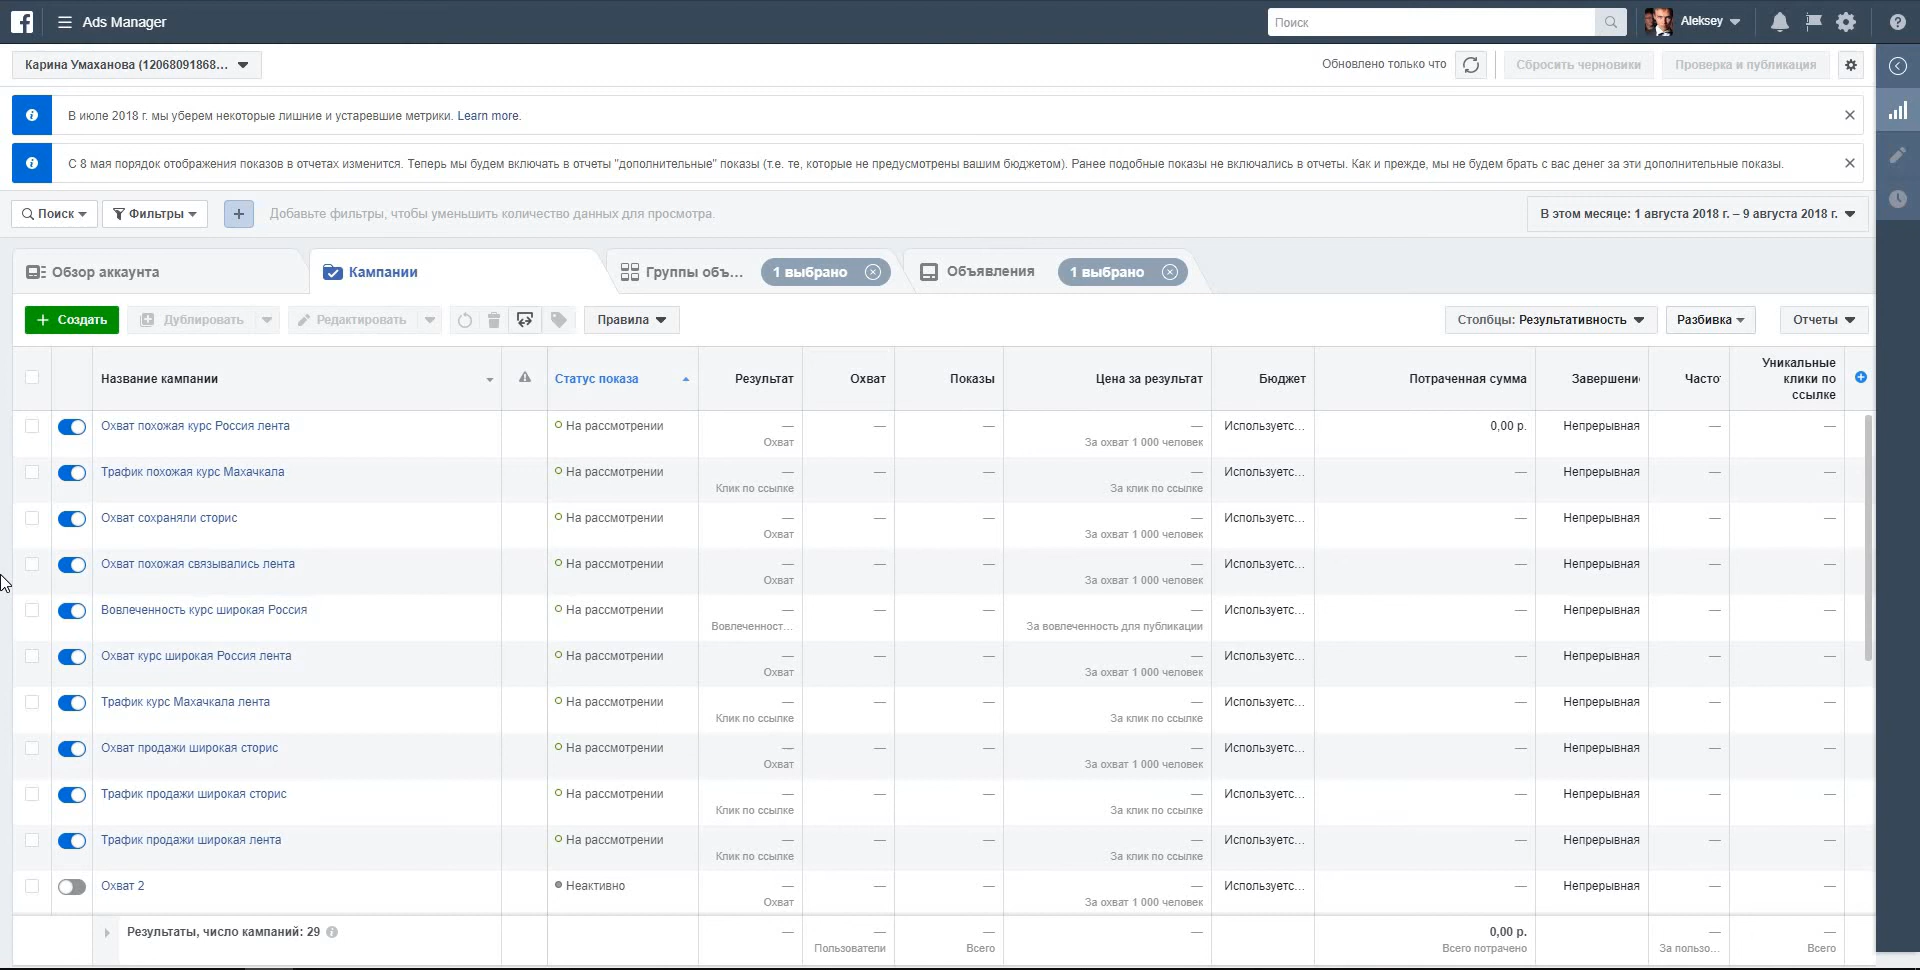 Ads Manager
Поиск
Aleksey
Карина Умаханова (12068091868...
Обновлено только что
Сбросить черновики
Проверка и публикация
В июле 2018 г. мы уберем некоторые лишние и устаревшие метрики. Learn more.
С 8 мая порядок отображения показов в отчетах изменится. Теперь мы будем включать в отчеты "дополнительные" показы (т.е. те, которые не предусмотрены вашим бюджетом). Ранее подобные показы не включались в отчеты. Как и прежде, мы не будем брать с вас денег за эти дополнительные показы.
Поиск
Фильтры
Добавьте фильтры, чтобы уменьшить количество данных для просмотра.
В этом месяце: 1 августа 2018 г. – 9 августа 2018 г.
Обзор аккаунта
Кампании
Группы объ...
1 выбрано
Объявления
1 выбрано
+ Создать
Дублировать
Редактировать
Правила
Столбцы: Результативность
Разбивка
Отчеты
Название кампании
Статус показа
Результат
Охват
Показы
Цена за результат
Бюджет
Потраченная сумма
Завершени
Часто
Уникальные
клики по
ссылке
Охват похожая курс Россия лента
На рассмотрении
—
—
—
—
Используетс...
0,00 р.
Непрерывная
—
—
Охват
За охват 1 000 человек
Трафик похожая курс Махачкала
На рассмотрении
—
—
—
—
Используетс...
—
Непрерывная
—
—
Клик по ссылке
За клик по ссылке
Охват сохраняли сторис
На рассмотрении
—
—
—
—
Используетс...
—
Непрерывная
—
—
Охват
За охват 1 000 человек
Охват похожая связывались лента
На рассмотрении
—
—
—
—
Используетс...
—
Непрерывная
—
—
Охват
За охват 1 000 человек
Вовлеченность курс широкая Россия
На рассмотрении
—
—
—
—
Используетс...
—
Непрерывная
—
—
Вовлеченност...
За вовлеченность для публикации
Охват курс широкая Россия лента
На рассмотрении
—
—
—
—
Используетс...
—
Непрерывная
—
—
Охват
За охват 1 000 человек
Трафик курс Махачкала лента
На рассмотрении
—
—
—
—
Используетс...
—
Непрерывная
—
—
Клик по ссылке
За клик по ссылке
Охват продажи широкая сторис
На рассмотрении
—
—
—
—
Используетс...
—
Непрерывная
—
—
Охват
За охват 1 000 человек
Трафик продажи широкая сторис
На рассмотрении
—
—
—
—
Используетс...
—
Непрерывная
—
—
Клик по ссылке
За клик по ссылке
Трафик продажи широкая лента
На рассмотрении
—
—
—
—
Используетс...
—
Непрерывная
—
—
Клик по ссылке
За клик по ссылке
Охват 2
Неактивно
—
—
—
—
Используетс...
—
Непрерывная
—
—
Охват
За охват 1 000 человек
Результаты, число кампаний: 29
—
—
—
—
0,00 р.
—
—
Пользователи
Всего
Всего потрачено
За пользо...
Всего